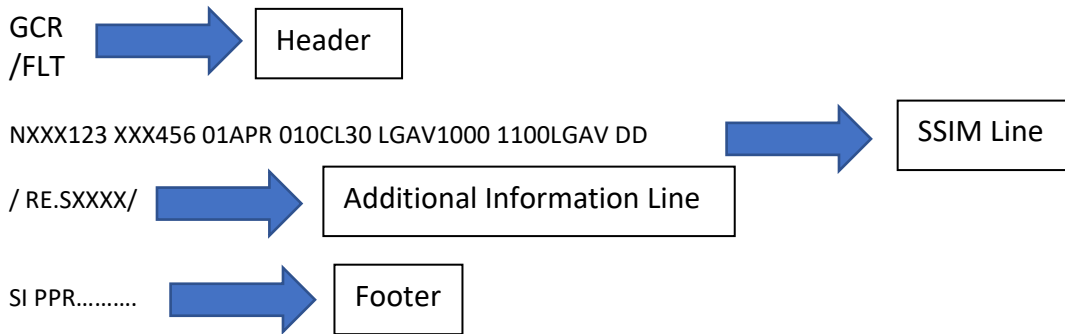 GCR
/FLT
Header
NXXX123 XXX456 01APR 010CL30 LGAV1000 1100LGAV DD
SSIM Line
/ RE.SXXXX/
Additional Information Line
SI PPR……….
Footer